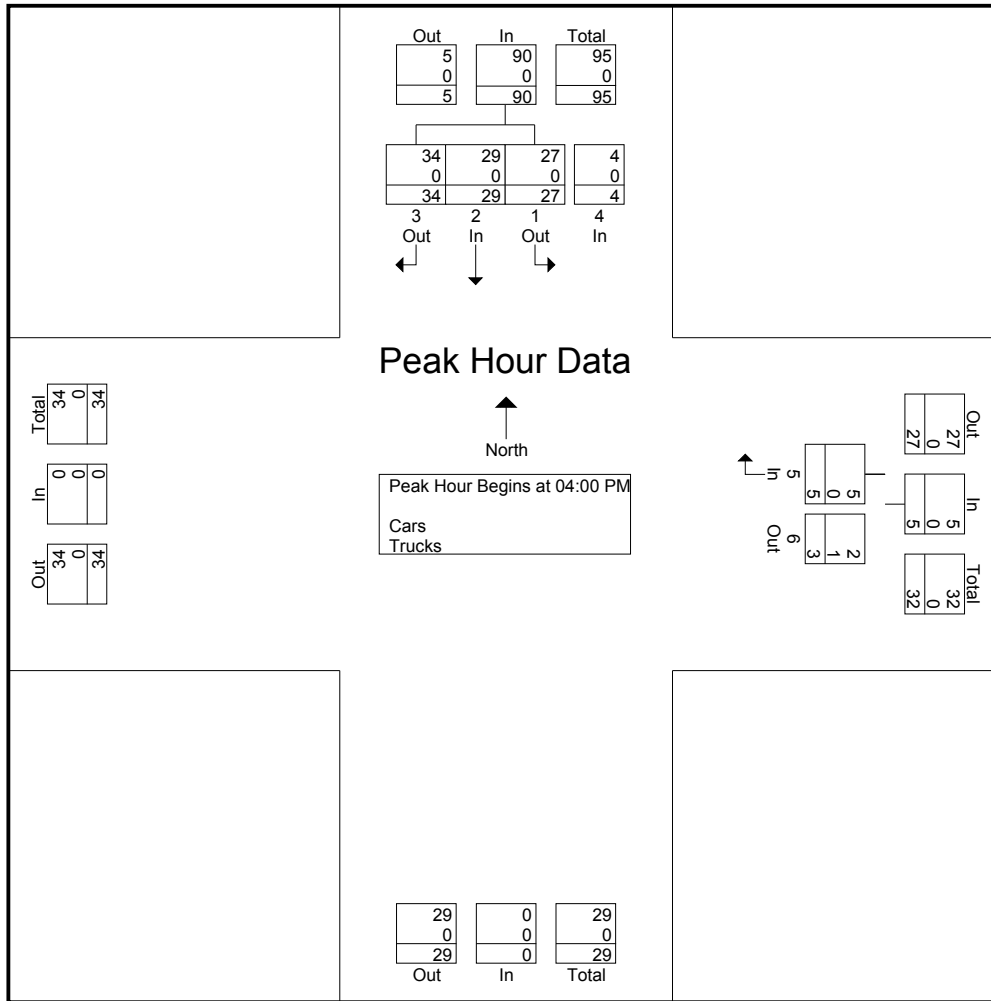 Out In Total
5 90 95
0 0 0
5 90 95
34 29 27 4
0 0 0 0
34 29 27 4
3 2 1 4
Out In Out In
Peak Hour Data
North
Peak Hour Begins at 04:00 PM
Cars
Trucks
Total
34
0
34
In
0
0
0
Out
34
0
34
Out
27
0
27
In
5
0
5
Total
32
0
32
5
0
5
5
In
2
1
3
6
Out
29 0 29
0 0 0
29 0 29
Out In Total